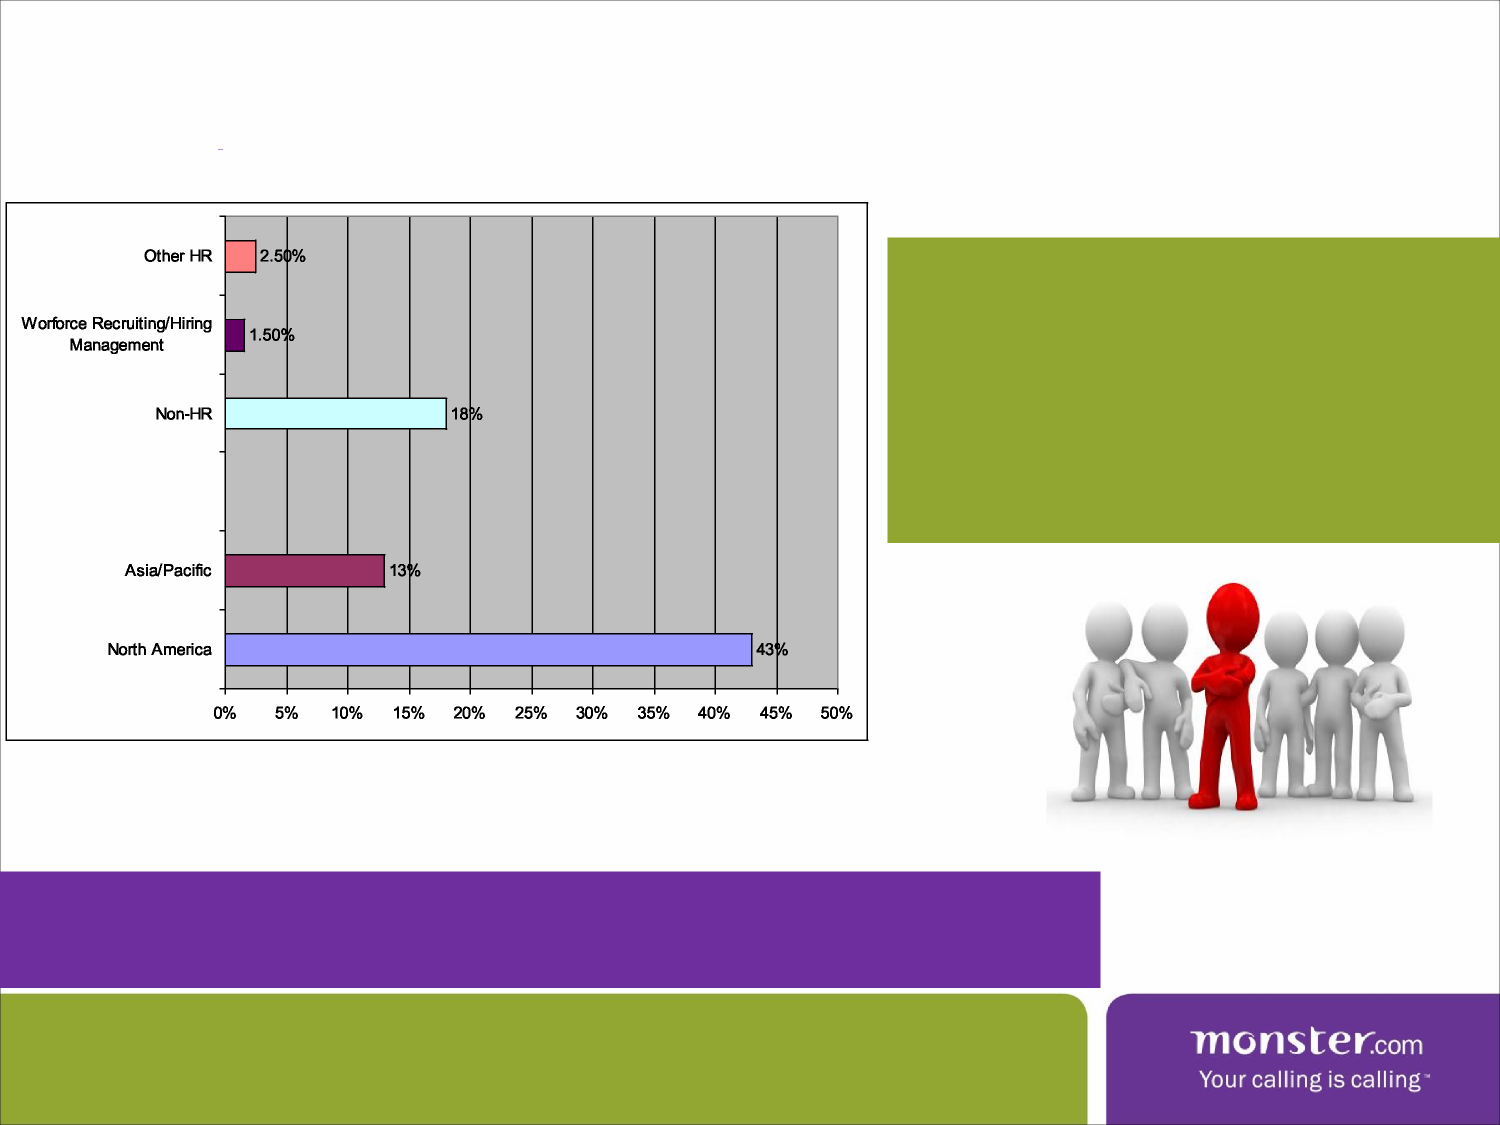 Other HR
2.50%
Worforce Recruiting/Hiring
Management
1.50%
Non-HR
18%
Asia/Pacific
13%
North America
43%
0% 5% 10% 15% 20% 25% 30% 35% 40% 45% 50%
monster.com
Your calling is calling™